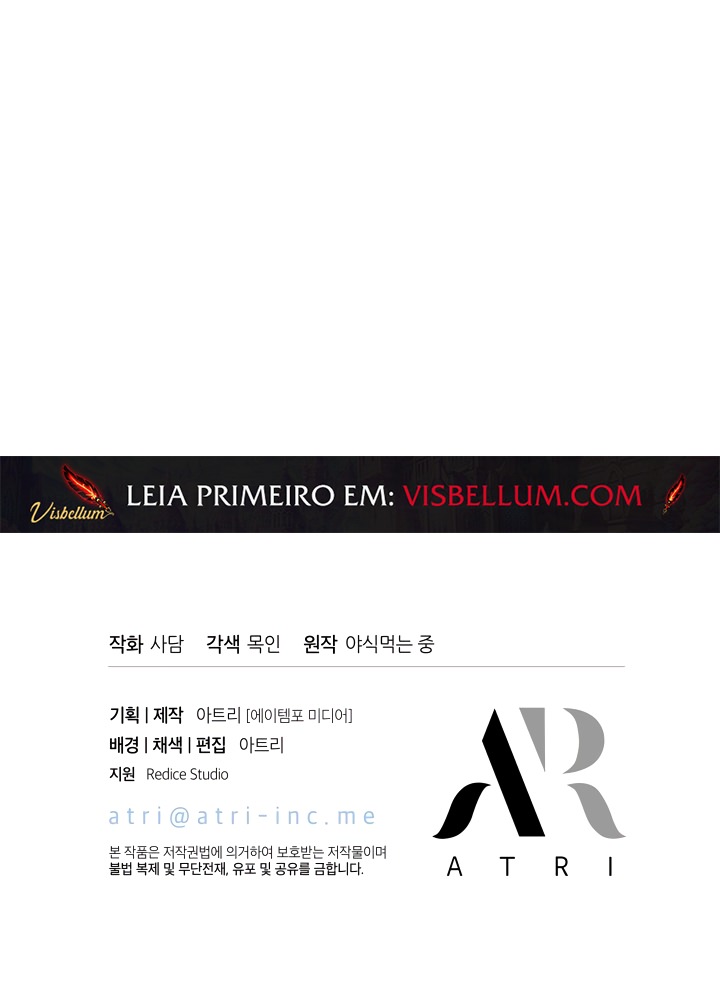 Visbellum
LEIA PRIMEIRO EM: VISBELLUM.COM
작화 사담 각색 목인 원작 야식먹는 중
기획 | 제작 아트리 [에이템포 미디어]
배경 | 채색 | 편집 아트리
지원 Redice Studio
atri@atri-inc.me
본 작품은 저작권법에 의거하여 보호받는 저작물이며
불법 복제 및 무단전재, 유포 및 공유를 금합니다.
AR
ATRI